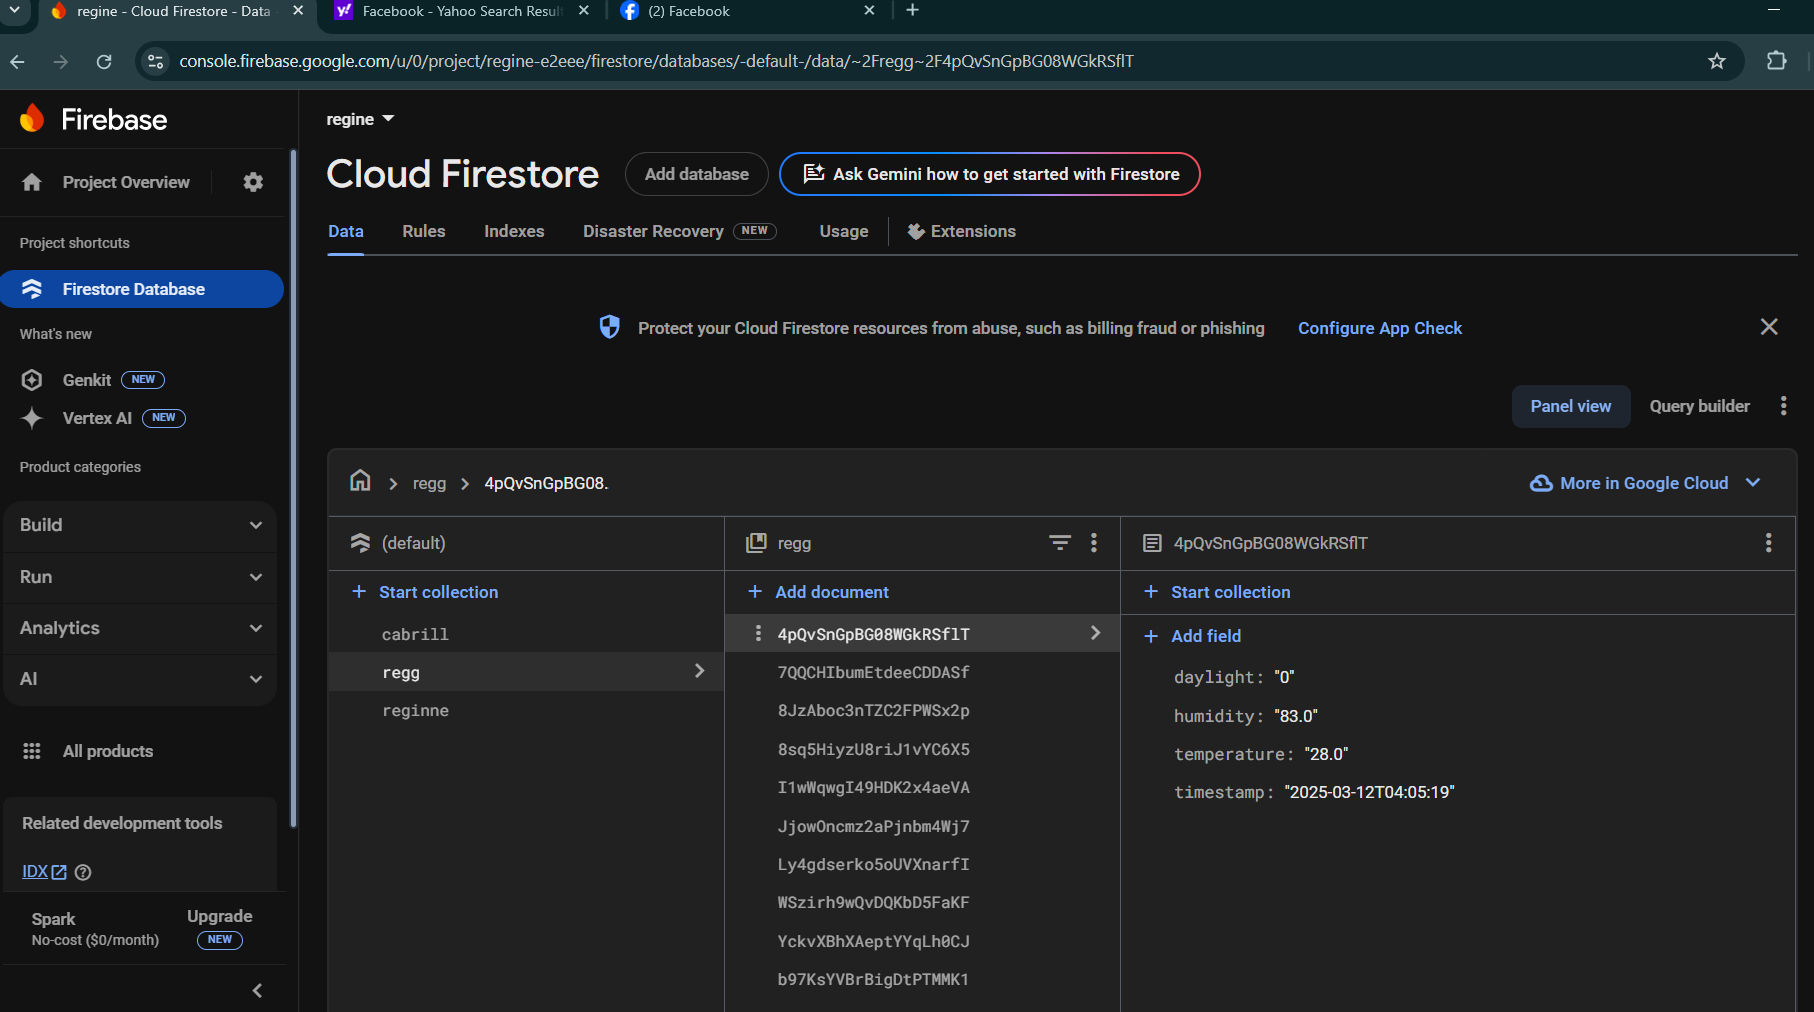 regine - Cloud Firestore - Data
Facebook - Yahoo Search Resul
(2) Facebook
console.firebase.google.com/u/0/project/regine-e2eee/firestore/databases/-default-/data/~2Fregg~2F4pQvSnGpBG08WGkRSflT
Firebase
Project Overview
Project shortcuts
Firestore Database
What's new
Genkit NEW
Vertex AI NEW
Product categories
Build
Run
Analytics
AI
All products
Related development tools
IDX
Spark
No-cost ($0/month)
Upgrade
NEW
regine
Cloud Firestore
Add database
Ask Gemini how to get started with Firestore
Data Rules Indexes Disaster Recovery NEW Usage Extensions
Protect your Cloud Firestore resources from abuse, such as billing fraud or phishing Configure App Check
Panel view Query builder
regg 4pQvSnGpBG08.
More in Google Cloud
(default)
+ Start collection
cabrill
regg
reginne
regg
+ Add document
4pQvSnGpBG08WGkRSflT
7QQCHIbumEtdeeCDDASf
8JzAboc3nTZC2FPWSx2p
8sq5HiyzU8riJ1vYC6X5
I1wWqwgI49HDK2x4aeVA
JjowOncmz2aPjnbm4Wj7
Ly4gdserko5oUVXnarfI
WSzirh9wQvDQKbD5FaKF
YckvXBhXAeptYYqLh0CJ
b97KsYVBrBigDtPTMMK1
4pQvSnGpBG08WGkRSflT
+ Start collection
+ Add field
daylight: "0"
humidity: "83.0"
temperature: "28.0"
timestamp: "2025-03-12T04:05:19"